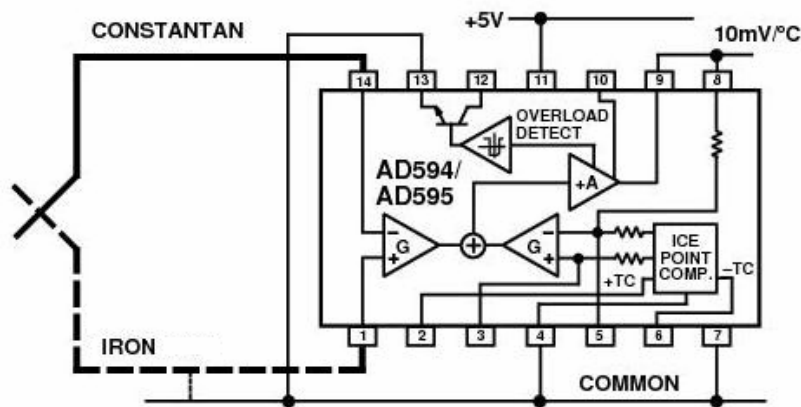 +5V
CONSTANTAN
10mV/°C
14 13 12 11 10 9 8
OVERLOAD
DETECT
AD594/
AD595
+A
–
G
+
+
–
G
+
ICE
POINT
COMP.
+TC
–TC
1 2 3 4 5 6 7
IRON
COMMON